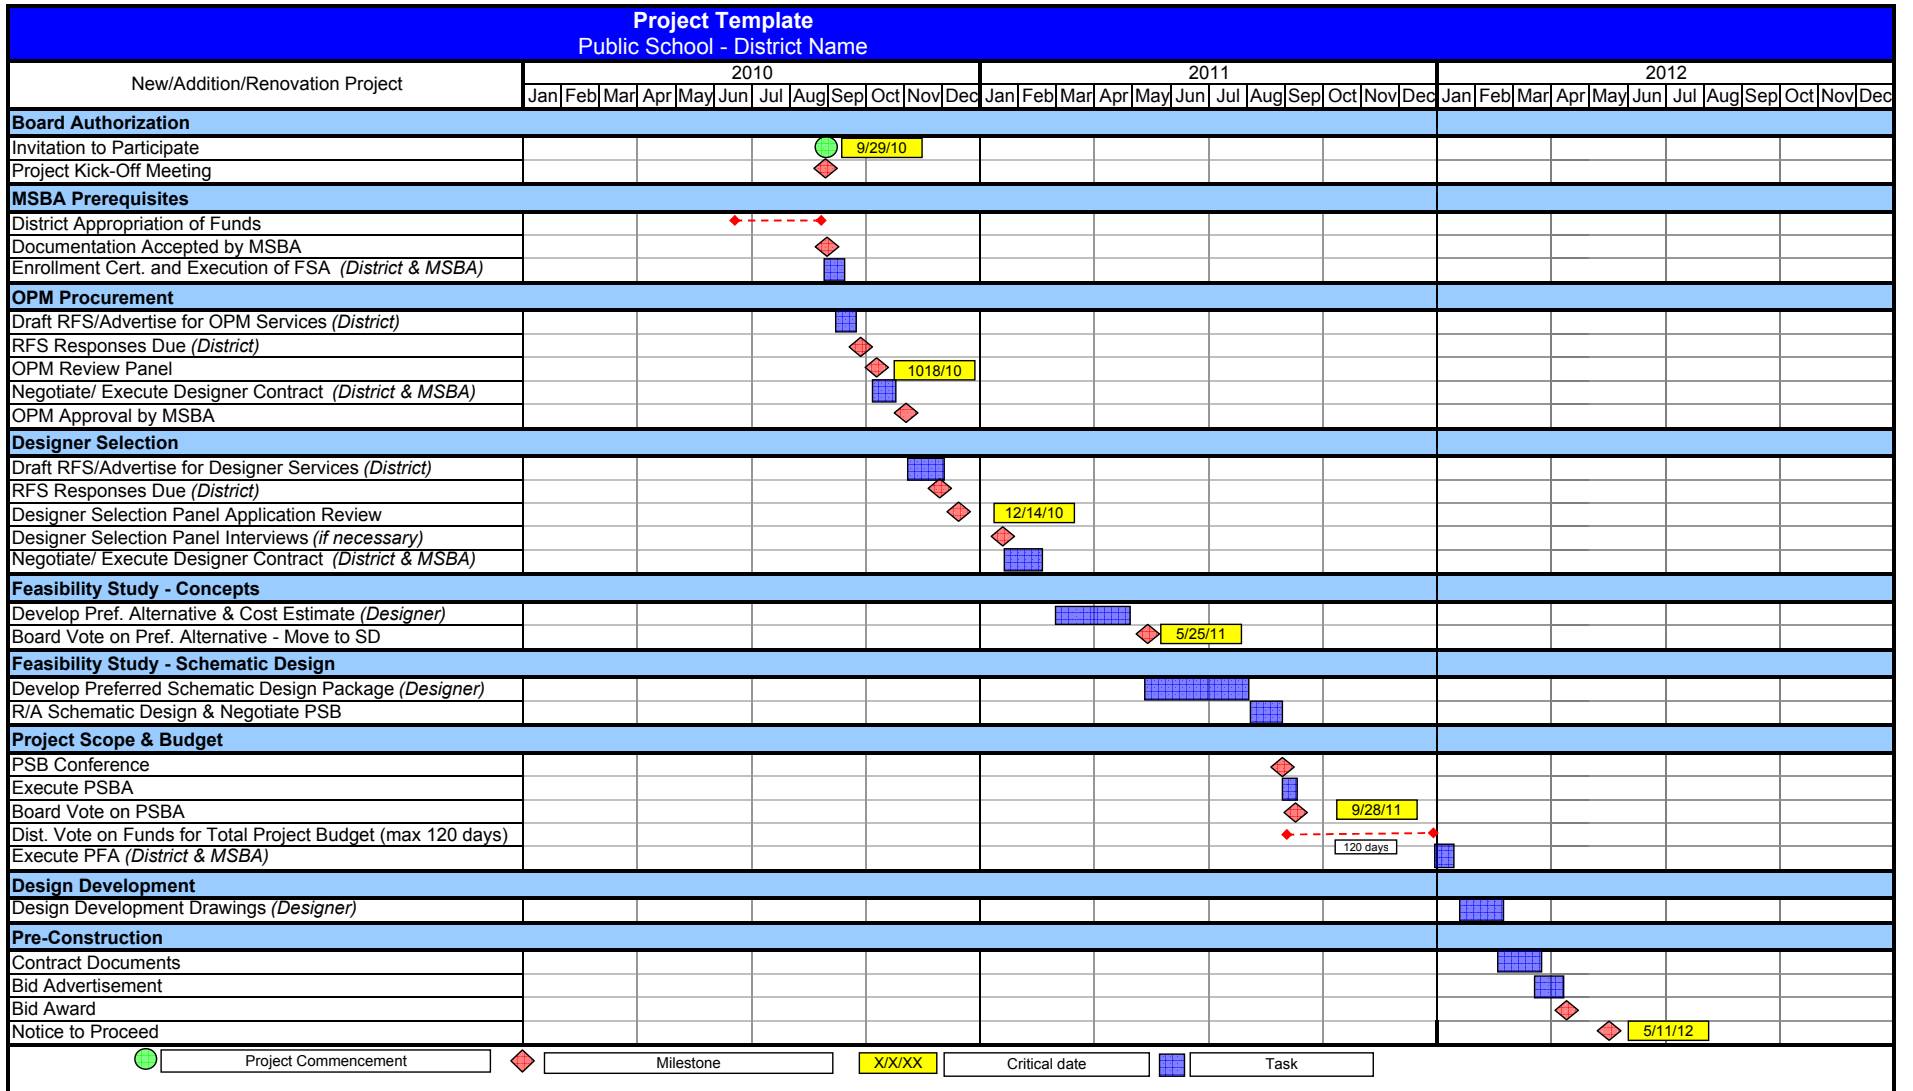 Project Template
Public School - District Name
New/Addition/Renovation Project
2010 2011 2012
Jan Feb Mar Apr May Jun Jul Aug Sep Oct Nov Dec Jan Feb Mar Apr May Jun Jul Aug Sep Oct Nov Dec Jan Feb Mar Apr May Jun Jul Aug Sep Oct Nov Dec
Board Authorization
Invitation to Participate 9/29/10
Project Kick-Off Meeting
MSBA Prerequisites
District Appropriation of Funds
Documentation Accepted by MSBA
Enrollment Cert. and Execution of FSA (District & MSBA)
OPM Procurement
Draft RFS/Advertise for OPM Services (District)
RFS Responses Due (District)
OPM Review Panel 1018/10
Negotiate/ Execute Designer Contract (District & MSBA)
OPM Approval by MSBA
Designer Selection
Draft RFS/Advertise for Designer Services (District)
RFS Responses Due (District)
Designer Selection Panel Application Review 12/14/10
Designer Selection Panel Interviews (if necessary)
Negotiate/ Execute Designer Contract (District & MSBA)
Feasibility Study - Concepts
Develop Pref. Alternative & Cost Estimate (Designer)
Board Vote on Pref. Alternative - Move to SD 5/25/11
Feasibility Study - Schematic Design
Develop Preferred Schematic Design Package (Designer)
R/A Schematic Design & Negotiate PSB
Project Scope & Budget
PSB Conference
Execute PSBA
Board Vote on PSBA 9/28/11
Dist. Vote on Funds for Total Project Budget (max 120 days)
Execute PFA (District & MSBA) 120 days
Design Development
Design Development Drawings (Designer)
Pre-Construction
Contract Documents
Bid Advertisement
Bid Award
Notice to Proceed 5/11/12
Project Commencement Milestone X/X/XX Critical date Task